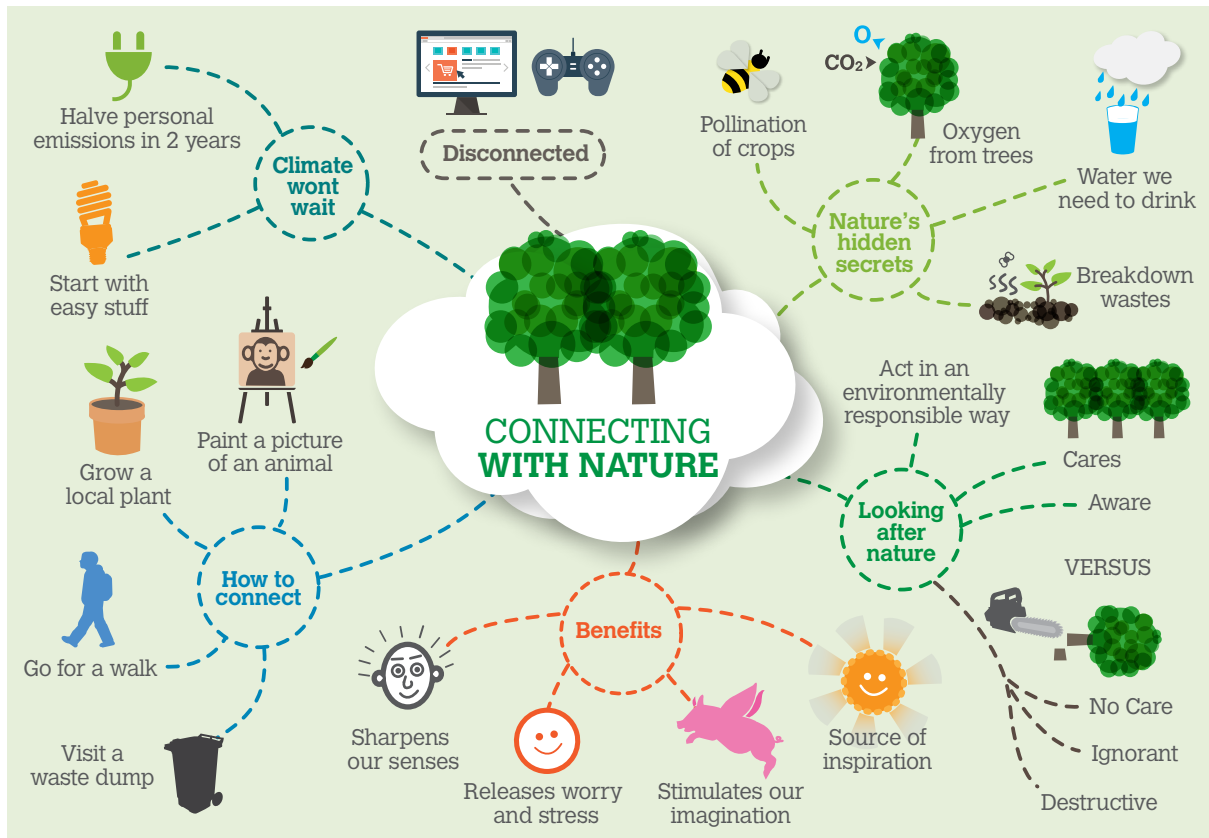 CONNECTING
WITH NATURE
Disconnected
Climate
wont
wait
Halve personal
emissions in 2 years
Start with
easy stuff
Nature's
hidden
secrets
Pollination
of crops
O
CO₂
Oxygen
from trees
Water we
need to drink
Breakdown
wastes
Looking
after
nature
Act in an
environmentally
responsible way
Cares
Aware
VERSUS
No Care
Ignorant
Destructive
Benefits
Source of
inspiration
Stimulates our
imagination
Releases worry
and stress
Sharpens
our senses
How to
connect
Paint a picture
of an animal
Grow a
local plant
Go for a walk
Visit a
waste dump